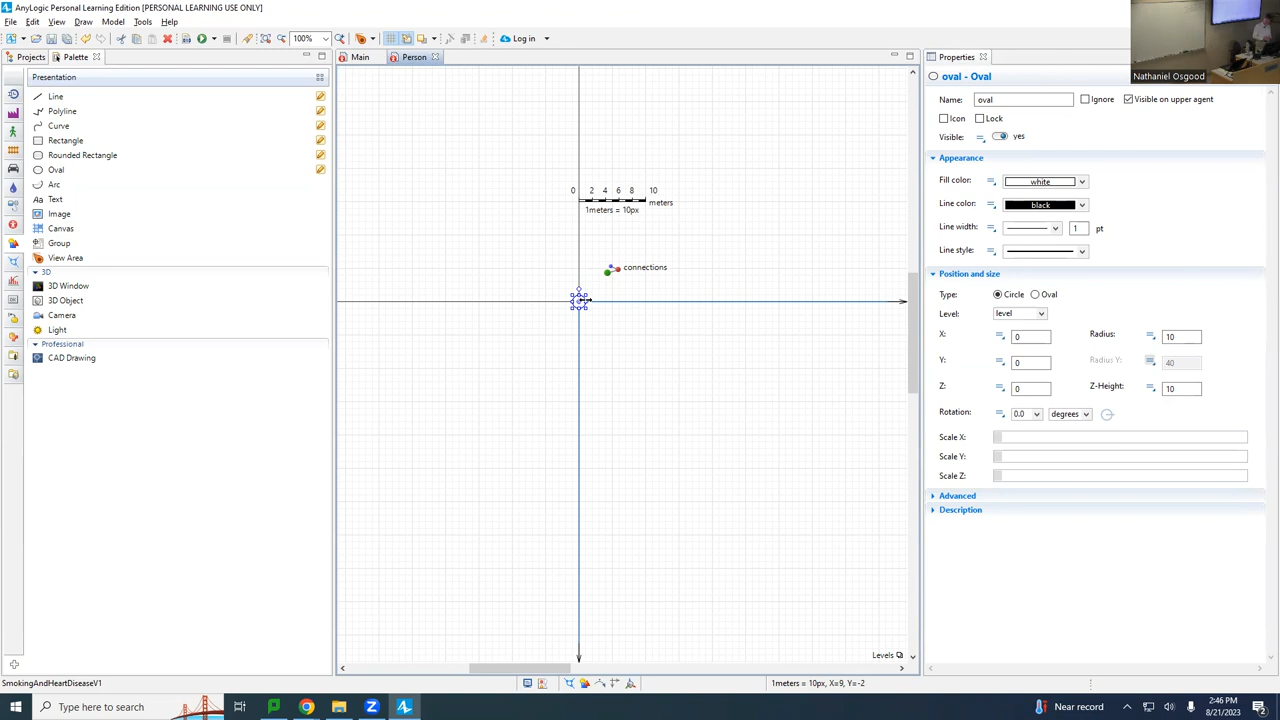 AnyLogic Personal Learning Edition [PERSONAL LEARNING USE ONLY]
File Edit View Draw Model Tools Help
100% Log in
Projects Palette
Main Person
Properties
Presentation
Line
Polyline
Curve
Rectangle
Rounded Rectangle
Oval
Arc
Text
Image
Canvas
Group
View Area
3D
3D Window
3D Object
Camera
Light
Professional
CAD Drawing
0 2 4 6 8 10
meters
1meters = 10px
connections
Levels
oval - Oval
Name: oval Ignore Visible on upper agent
Icon Lock
Visible: yes
Appearance
Fill color: white
Line color: black
Line width: 1 pt
Line style:
Position and size
Type: Circle Oval
Level: level
X: 0 Radius: 10
Y: 0 Radius Y: 40
Z: 0 Z-Height: 10
Rotation: 0.0 degrees
Scale X:
Scale Y:
Scale Z:
Advanced
Description
Nathaniel Osgood
SmokingAndHeartDiseaseV1
1meters = 10px, X=9, Y=-2
Type here to search
Near record
2:46 PM
8/21/2023
2